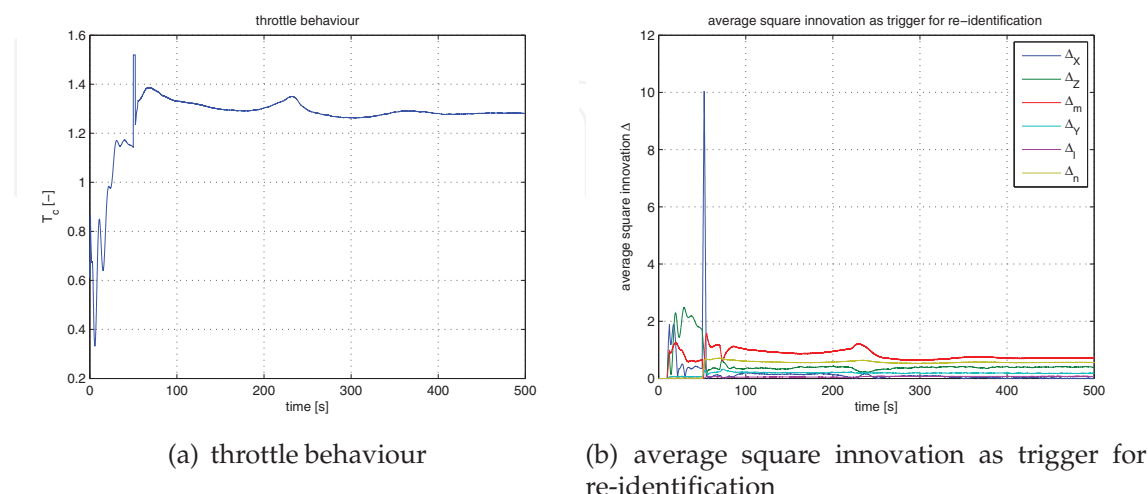 throttle behaviour
1.6
1.4
1.2
1
0.8
0.6
0.4
0.2
T_c [−]
0
100
200
300
400
500
time [s]
(a) throttle behaviour
average square innovation as trigger for re−identification
12
10
8
6
4
2
0
average square innovation Δ
Δ_X
Δ_Z
Δ_m
Δ_Y
Δ_l
Δ_n
0
100
200
300
400
500
time [s]
(b) average square innovation as trigger for
re-identification